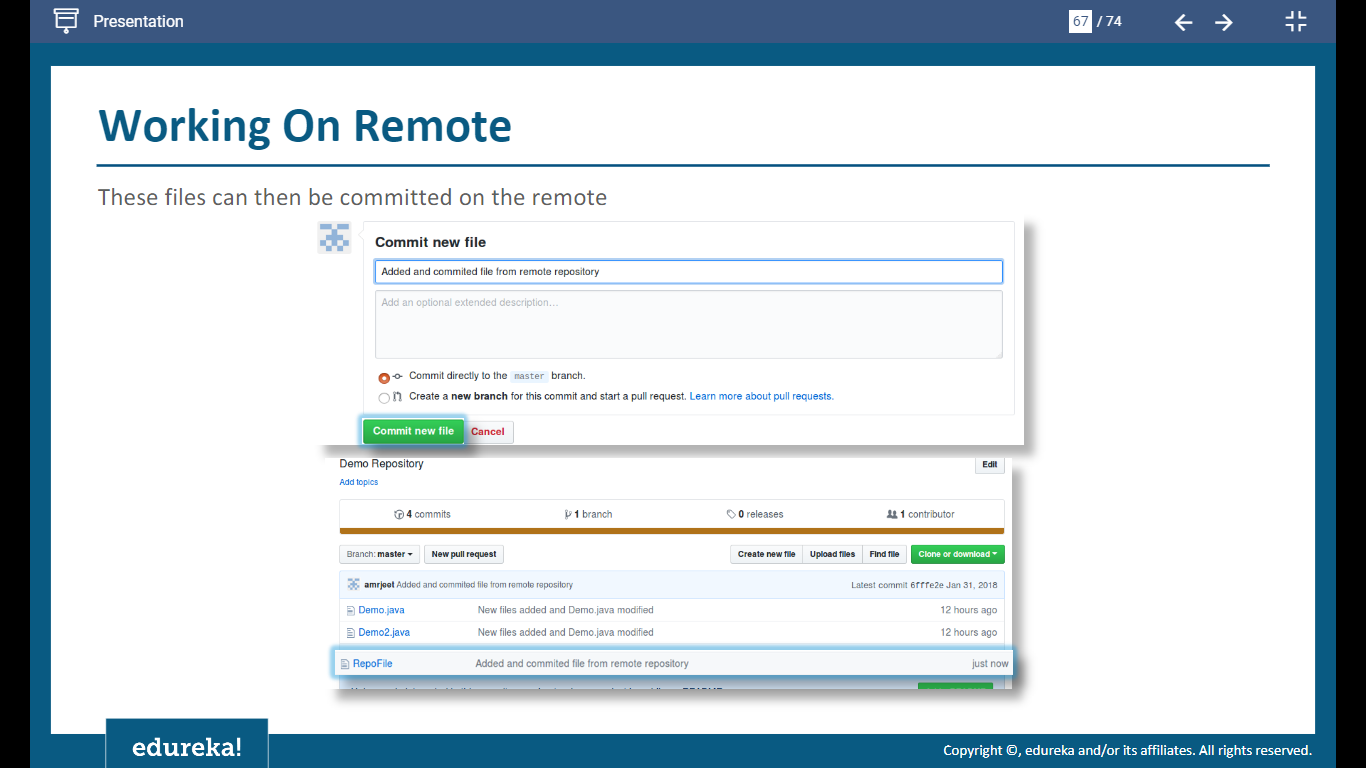 Presentation
67 / 74
Working On Remote
These files can then be committed on the remote
Commit new file
Added and commited file from remote repository
Add an optional extended description...
Commit directly to the master branch.
Create a new branch for this commit and start a pull request. Learn more about pull requests.
Commit new file Cancel
Demo Repository Edit
Add topics
4 commits 1 branch 0 releases 1 contributor
Branch: master New pull request Create new file Upload files Find file Clone or download
amrjeet Added and commited file from remote repository Latest commit 6fffe2e Jan 31, 2018
Demo.java New files added and Demo.java modified 12 hours ago
Demo2.java New files added and Demo.java modified 12 hours ago
RepoFile Added and commited file from remote repository just now
edureka!
Copyright ©, edureka and/or its affiliates. All rights reserved.